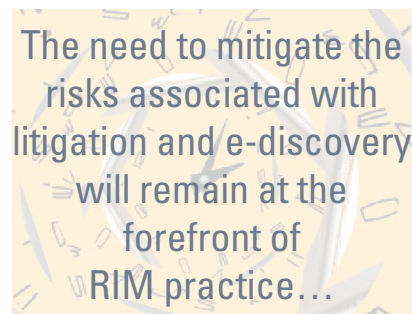 The need to mitigate the
risks associated with
litigation and e-discovery
will remain at the
forefront of
RIM practice…